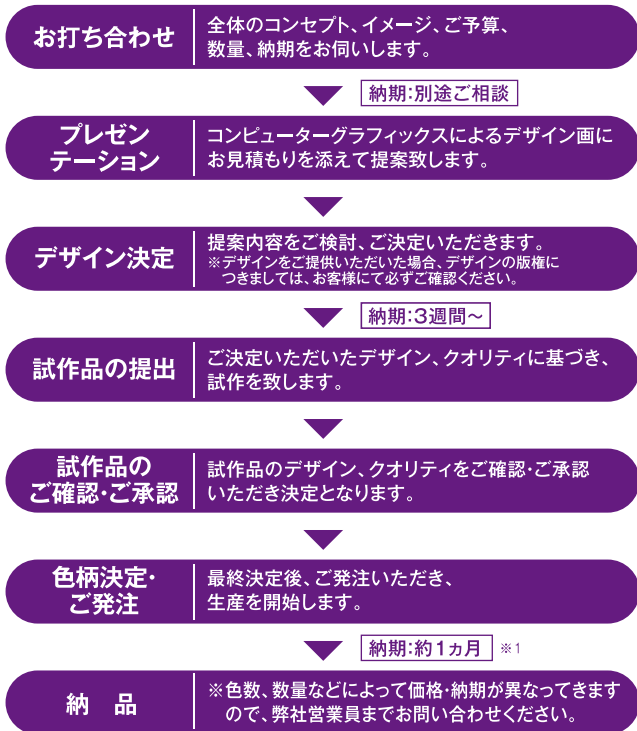 お打ち合わせ
全体のコンセプト、イメージ、ご予算、
数量、納期をお伺いします。
納期:別途ご相談
プレゼン
テーション
コンピューターグラフィックスによるデザイン画に
お見積もりを添えて提案致します。
デザイン決定
提案内容をご検討、ご決定いただきます。
※デザインをご提供いただいた場合、デザインの版権に
つきましては、お客様にて必ずご確認ください。
納期:3週間〜
試作品の提出
ご決定いただいたデザイン、クオリティに基づき、
試作を致します。
試作品の
ご確認・ご承認
試作品のデザイン、クオリティをご確認・ご承認
いただき決定となります。
色柄決定・
ご発注
最終決定後、ご発注いただき、
生産を開始します。
納期:約1ヵ月 ※1
納 品
※色数、数量などによって価格・納期が異なってきます
ので、弊社営業員までお問い合わせください。